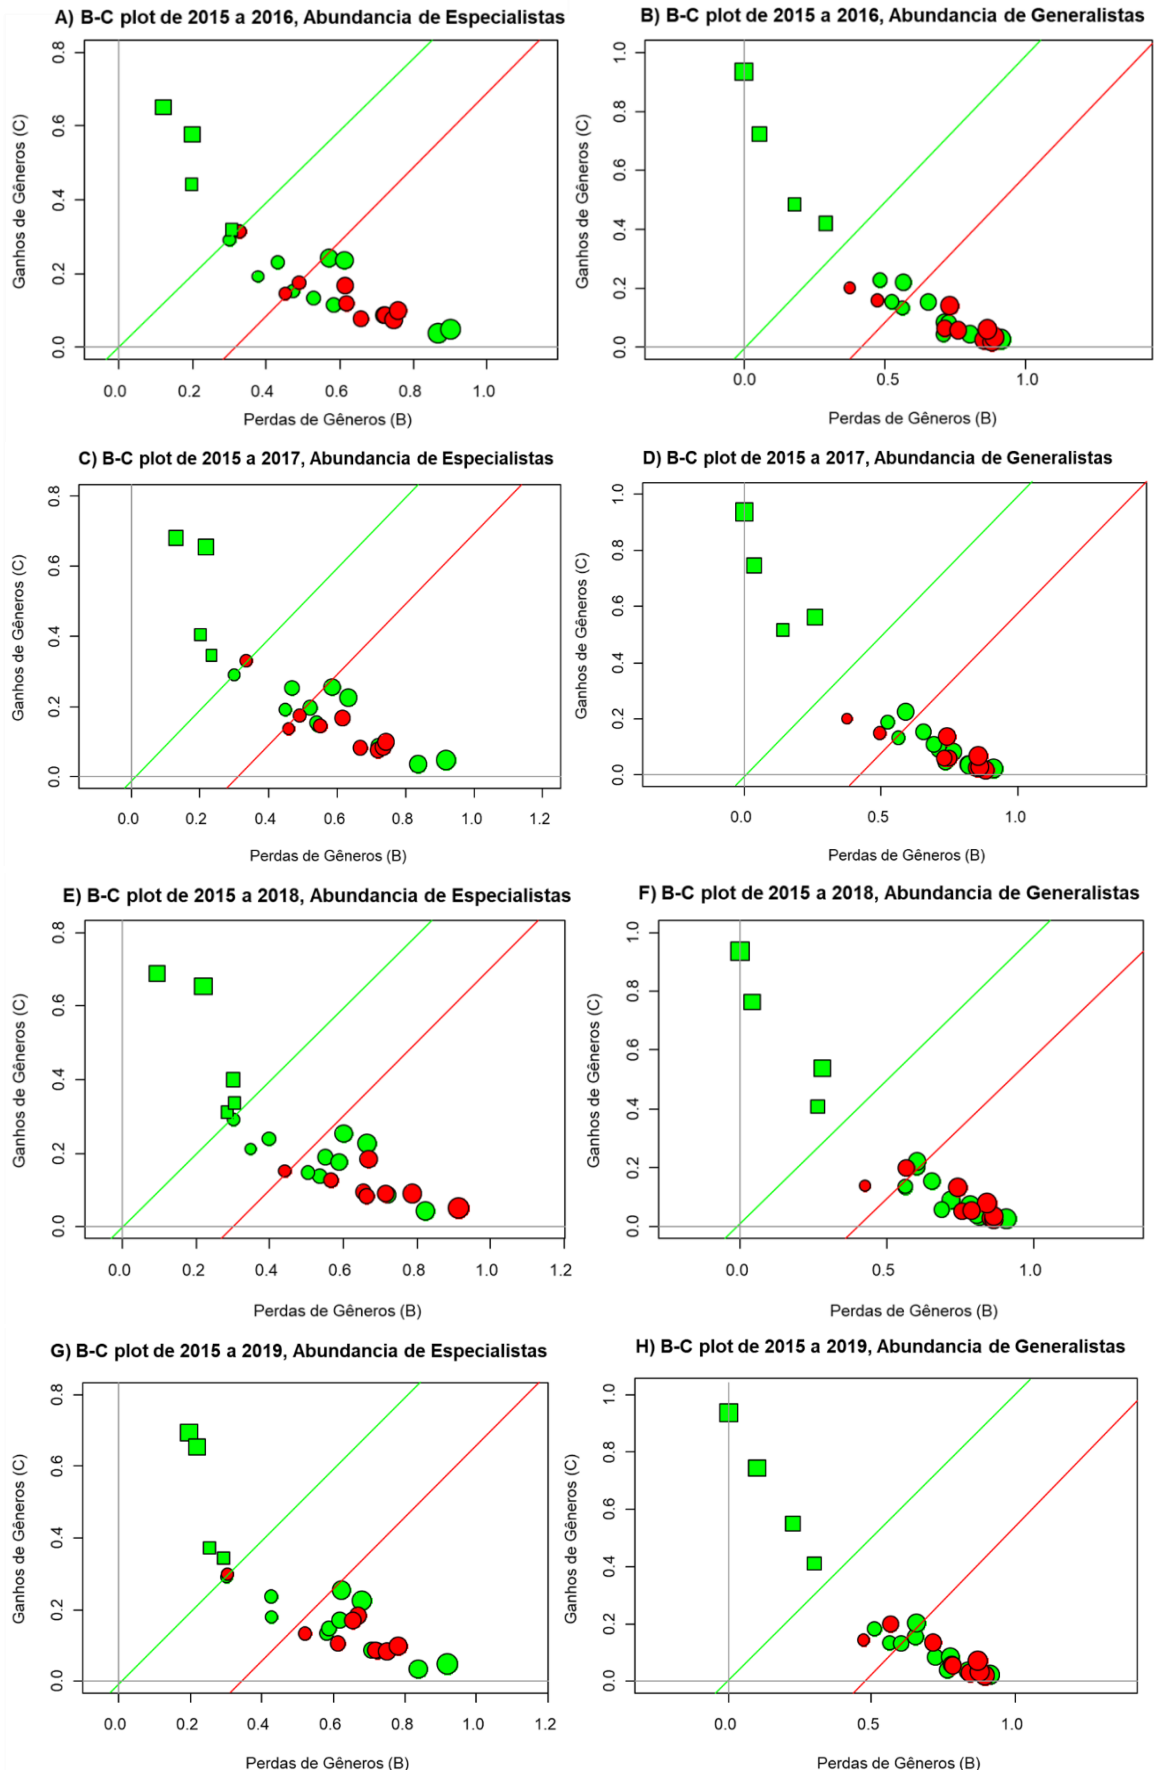 A) B-C plot de 2015 a 2016, Abundancia de Especialistas
Ganhos de Gêneros (C)
0.8
0.6
0.4
0.2
0.0
0.0 0.2 0.4 0.6 0.8 1.0
Perdas de Gêneros (B)
B) B-C plot de 2015 a 2016, Abundancia de Generalistas
Ganhos de Gêneros (C)
1.0
0.8
0.6
0.4
0.2
0.0
0.0 0.5 1.0
Perdas de Gêneros (B)
C) B-C plot de 2015 a 2017, Abundancia de Especialistas
Ganhos de Gêneros (C)
0.8
0.6
0.4
0.2
0.0
0.0 0.2 0.4 0.6 0.8 1.0 1.2
Perdas de Gêneros (B)
D) B-C plot de 2015 a 2017, Abundancia de Generalistas
Ganhos de Gêneros (C)
1.0
0.8
0.6
0.4
0.2
0.0
0.0 0.5 1.0
Perdas de Gêneros (B)
E) B-C plot de 2015 a 2018, Abundancia de Especialistas
Ganhos de Gêneros (C)
0.8
0.6
0.4
0.2
0.0
0.0 0.2 0.4 0.6 0.8 1.0 1.2
Perdas de Gêneros (B)
F) B-C plot de 2015 a 2018, Abundancia de Generalistas
Ganhos de Gêneros (C)
1.0
0.8
0.6
0.4
0.2
0.0
0.0 0.5 1.0
Perdas de Gêneros (B)
G) B-C plot de 2015 a 2019, Abundancia de Especialistas
Ganhos de Gêneros (C)
0.8
0.6
0.4
0.2
0.0
0.0 0.2 0.4 0.6 0.8 1.0 1.2
Perdas de Gêneros (B)
H) B-C plot de 2015 a 2019, Abundancia de Generalistas
Ganhos de Gêneros (C)
1.0
0.8
0.6
0.4
0.2
0.0
0.0 0.5 1.0
Perdas de Gêneros (B)